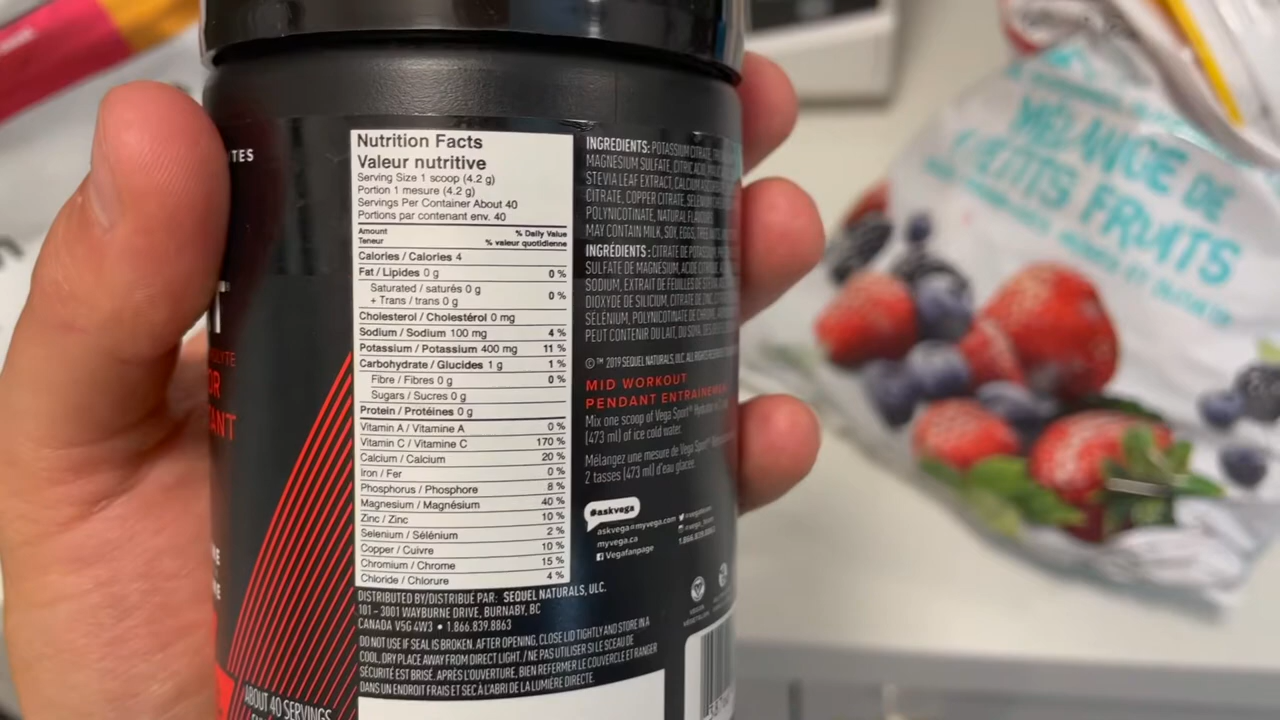 Nutrition Facts
Valeur nutritive
Serving Size 1 scoop (4.2 g)
Portion 1 mesure (4.2 g)
Servings Per Container About 40
Portions par contenant env. 40
Amount % Daily Value
Teneur % valeur quotidienne
Calories / Calories 4
Fat / Lipides 0 g 0 %
Saturated / saturés 0 g
+ Trans / trans 0 g 0 %
Cholesterol / Cholestérol 0 mg
Sodium / Sodium 100 mg 4 %
Potassium / Potassium 400 mg 11 %
Carbohydrate / Glucides 1 g 1 %
Fibre / Fibres 0 g 0 %
Sugars / Sucres 0 g
Protein / Protéines 0 g
Vitamin A / Vitamine A 0 %
Vitamin C / Vitamine C 170 %
Calcium / Calcium 20 %
Iron / Fer 0 %
Phosphorus / Phosphore 8 %
Magnesium / Magnésium 40 %
Zinc / Zinc 10 %
Selenium / Sélénium 2 %
Copper / Cuivre 10 %
Chromium / Chrome 15 %
Chloride / Chlorure 4 %
DISTRIBUTED BY/DISTRIBUÉ PAR: SEQUEL NATURALS, ULC.
101 – 3001 WAYBURNE DRIVE, BURNABY, BC
CANADA V5G 4W3 • 1.866.839.8863
DO NOT USE IF SEAL IS BROKEN. AFTER OPENING, CLOSE LID TIGHTLY AND STORE IN A
COOL, DRY PLACE AWAY FROM DIRECT LIGHT. / NE PAS UTILISER SI LE SCEAU DE
SÉCURITÉ EST BRISÉ. APRÈS L'OUVERTURE, BIEN REFERMER LE COUVERCLE ET RANGER
DANS UN ENDROIT FRAIS ET SEC À L'ABRI DE LA LUMIÈRE DIRECTE.
ABOUT 40 SERVINGS
INGREDIENTS: POTASSIUM CITRATE,
MAGNESIUM SULFATE, CITRIC ACID,
STEVIA LEAF EXTRACT, CALCIUM
CITRATE, COPPER CITRATE,
POLYNICOTINATE, NATURAL
MAY CONTAIN MILK, SOY, EGGS,
INGRÉDIENTS: CITRATE DE
SULFATE DE MAGNÉSIUM, ACIDE
SODIUM, EXTRAIT DE FEUILLES DE
DIOXYDE DE SILICIUM, CITRATE DE
SÉLÉNIUM, POLYNICOTINATE DE CHROME,
PEUT CONTENIR DU LAIT, DU SOYA,
©™ 2019 SEQUEL NATURALS, ULC. ALL RIGHTS
MID WORKOUT
PENDANT
Mix one scoop of Vega Sport®
(473 ml) of ice cold water.
Mélangez une mesure de Vega Sport®
2 tasses (473 ml) d'eau glacée.
#askvega
askvega@myvega.com
myvega.ca
Vegafanpage
1.866.839.8863
MÉLANGE DE
PETITS FRUITS